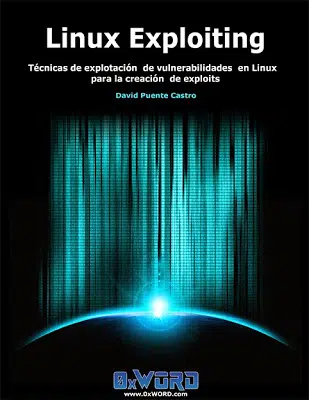 Linux Exploiting
Técnicas de explotación de vulnerabilidades en Linux
para la creación de exploits
David Puente Castro
0xWORD
www.0xWORD.com